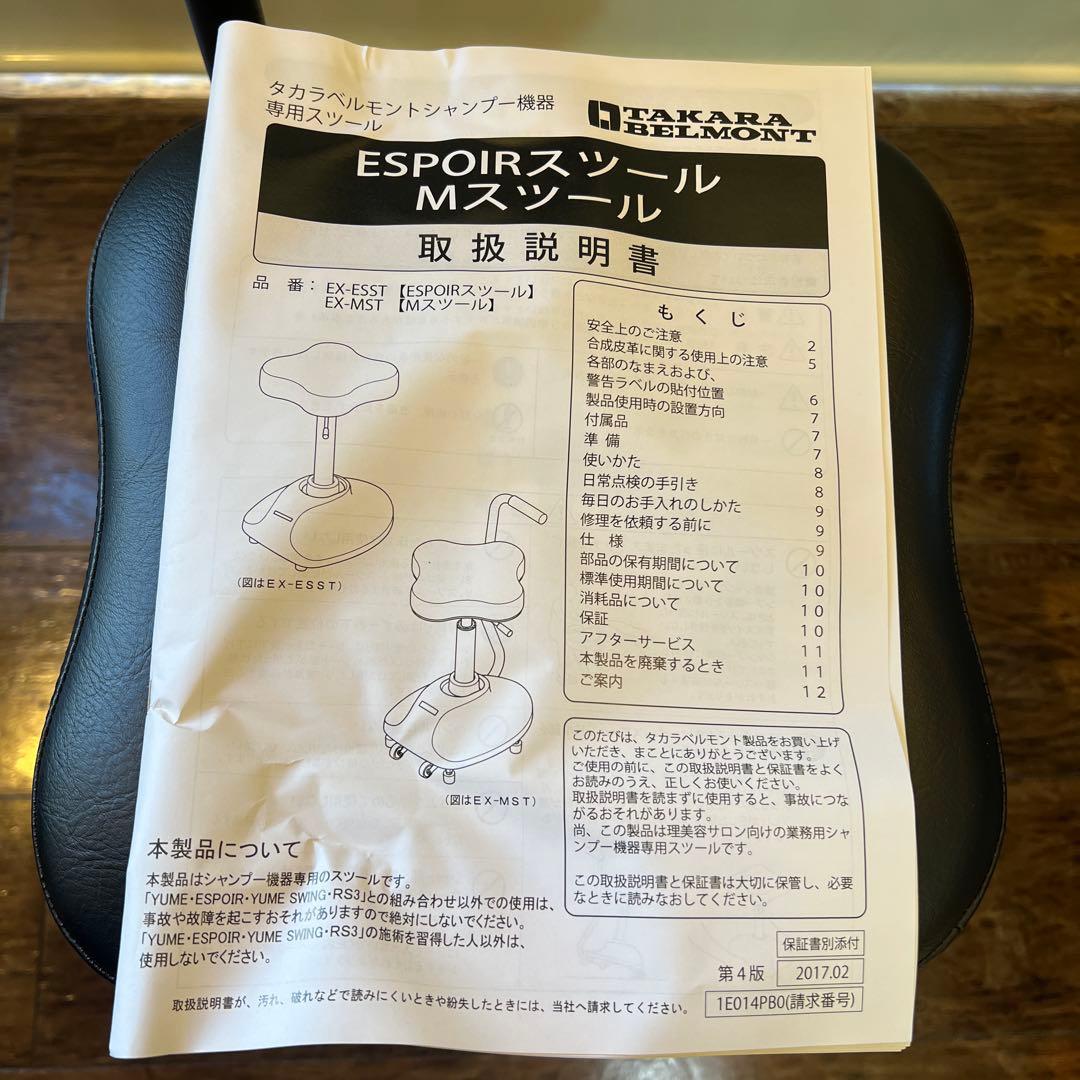 タカラベルモントシャンプー機器
専用スツール
TAKARA
BELMONT
ESPOIRスツール
Mスツール
取扱説明書
品 番： EX-ESST 【ESPOIRスツール】
EX-MST 【Mスツール】
もくじ
安全上のご注意 2
合成皮革に関する使用上の注意 5
各部のなまえおよび、
警告ラベルの貼付位置 6
製品使用時の設置方向 7
付属品 7
準 備 7
使いかた 8
日常点検の手引き 8
毎日のお手入れのしかた 9
修理を依頼する前に 9
仕 様 9
部品の保有期間について 10
標準使用期間について 10
消耗品について 10
保証 10
アフターサービス 11
本製品を廃棄するとき 11
ご案内 12
（図はEX-ESST）
（図はEX-MST）
このたびは、タカラベルモント製品をお買い上げ
いただき、まことにありがとうございます。
ご使用の前に、この取扱説明書と保証書をよく
お読みのうえ、正しくお使いください。
取扱説明書を読まずに使用すると、事故につな
がるおそれがあります。
尚、この製品は理美容サロン向けの業務用シャ
ンプー機器専用スツールです。
この取扱説明書と保証書は大切に保管し、必要
なときに読みなおしてください。
本製品について
本製品はシャンプー機器専用のスツールです。
「YUME・ESPOIR・YUME SWING・RS3」との組み合わせ以外での使用は、
事故や故障を起こすおそれがありますので絶対にしないでください。
「YUME・ESPOIR・YUME SWING・RS3」の施術を習得した人以外は、
使用しないでください。
保証書別添付
第4版 2017.02
取扱説明書が、汚れ、破れなどで読みにくいときや紛失したときには、当社へ請求してください。 1E014PB0(請求番号)